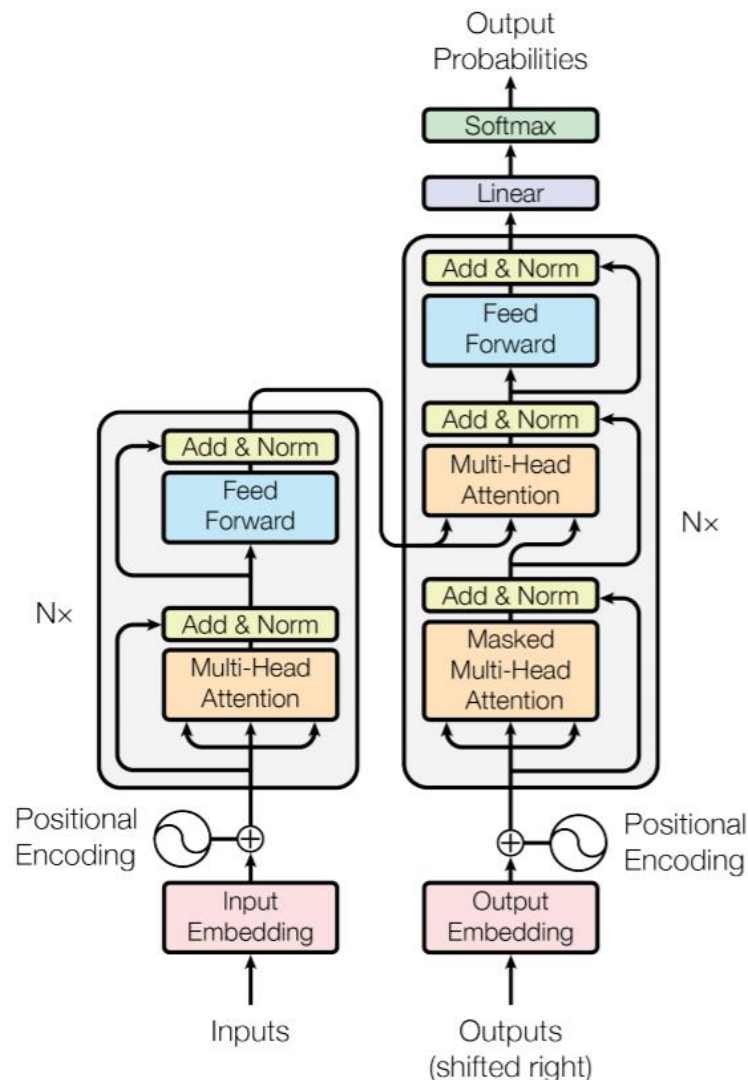 Output
Probabilities
Softmax
Linear
Add & Norm
Feed
Forward
Add & Norm
Multi-Head
Attention
Nx
Add & Norm
Masked
Multi-Head
Attention
Add & Norm
Feed
Forward
Nx
Add & Norm
Multi-Head
Attention
Positional
Encoding
Positional
Encoding
Input
Embedding
Output
Embedding
Inputs
Outputs
(shifted right)